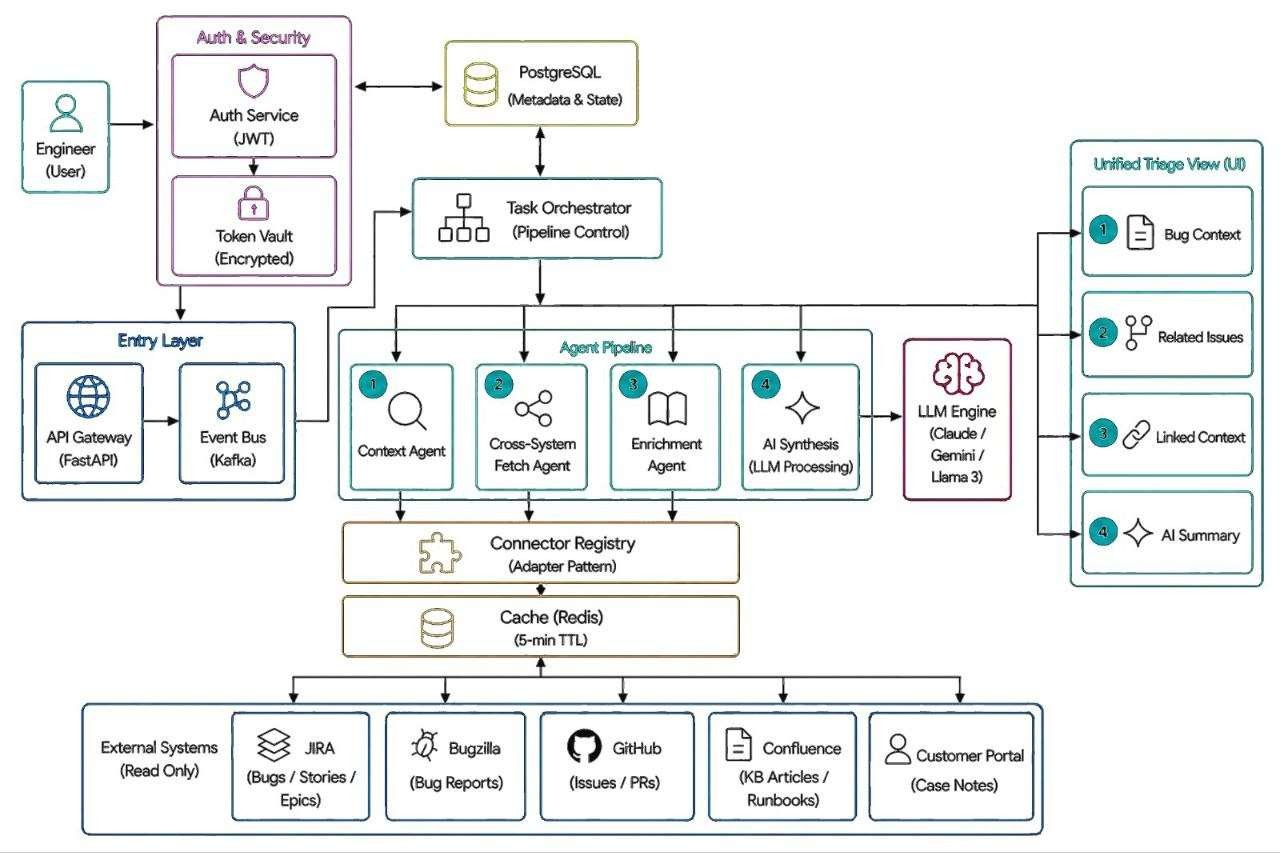 Auth & Security
Auth Service
(JWT)
Token Vault
(Encrypted)
Engineer
(User)
PostgreSQL
(Metadata & State)
Task Orchestrator
(Pipeline Control)
Entry Layer
API Gateway
(FastAPI)
Event Bus
(Kafka)
Agent Pipeline
1
Context Agent
2
Cross-System
Fetch Agent
3
Enrichment
Agent
4
AI Synthesis
(LLM Processing)
LLM Engine
(Claude /
Gemini /
Llama 3)
Unified Triage View (UI)
1
Bug Context
2
Related Issues
3
Linked Context
4
AI Summary
Connector Registry
(Adapter Pattern)
Cache (Redis)
(5-min TTL)
External Systems
(Read Only)
JIRA
(Bugs / Stories /
Epics)
Bugzilla
(Bug Reports)
GitHub
(Issues / PRs)
Confluence
(KB Articles /
Runbooks)
Customer Portal
(Case Notes)